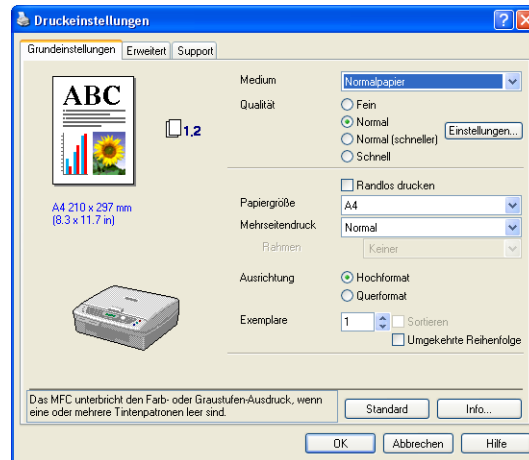 Druckeinstellungen
Grundeinstellungen Erweitert Support
ABC
1,2
A4 210 x 297 mm
(8.3 x 11.7 in)
Medium Normalpapier
Qualität Fein
Normal
Normal (schneller) Einstellungen...
Schnell
Randlos drucken
Papiergröße A4
Mehrseitendruck Normal
Rahmen Keiner
Ausrichtung Hochformat
Querformat
Exemplare 1 Sortieren
Umgekehrte Reihenfolge
Das MFC unterbricht den Farb- oder Graustufen-Ausdruck, wenn
eine oder mehrere Tintenpatronen leer sind.
Standard Info...
OK Abbrechen Hilfe